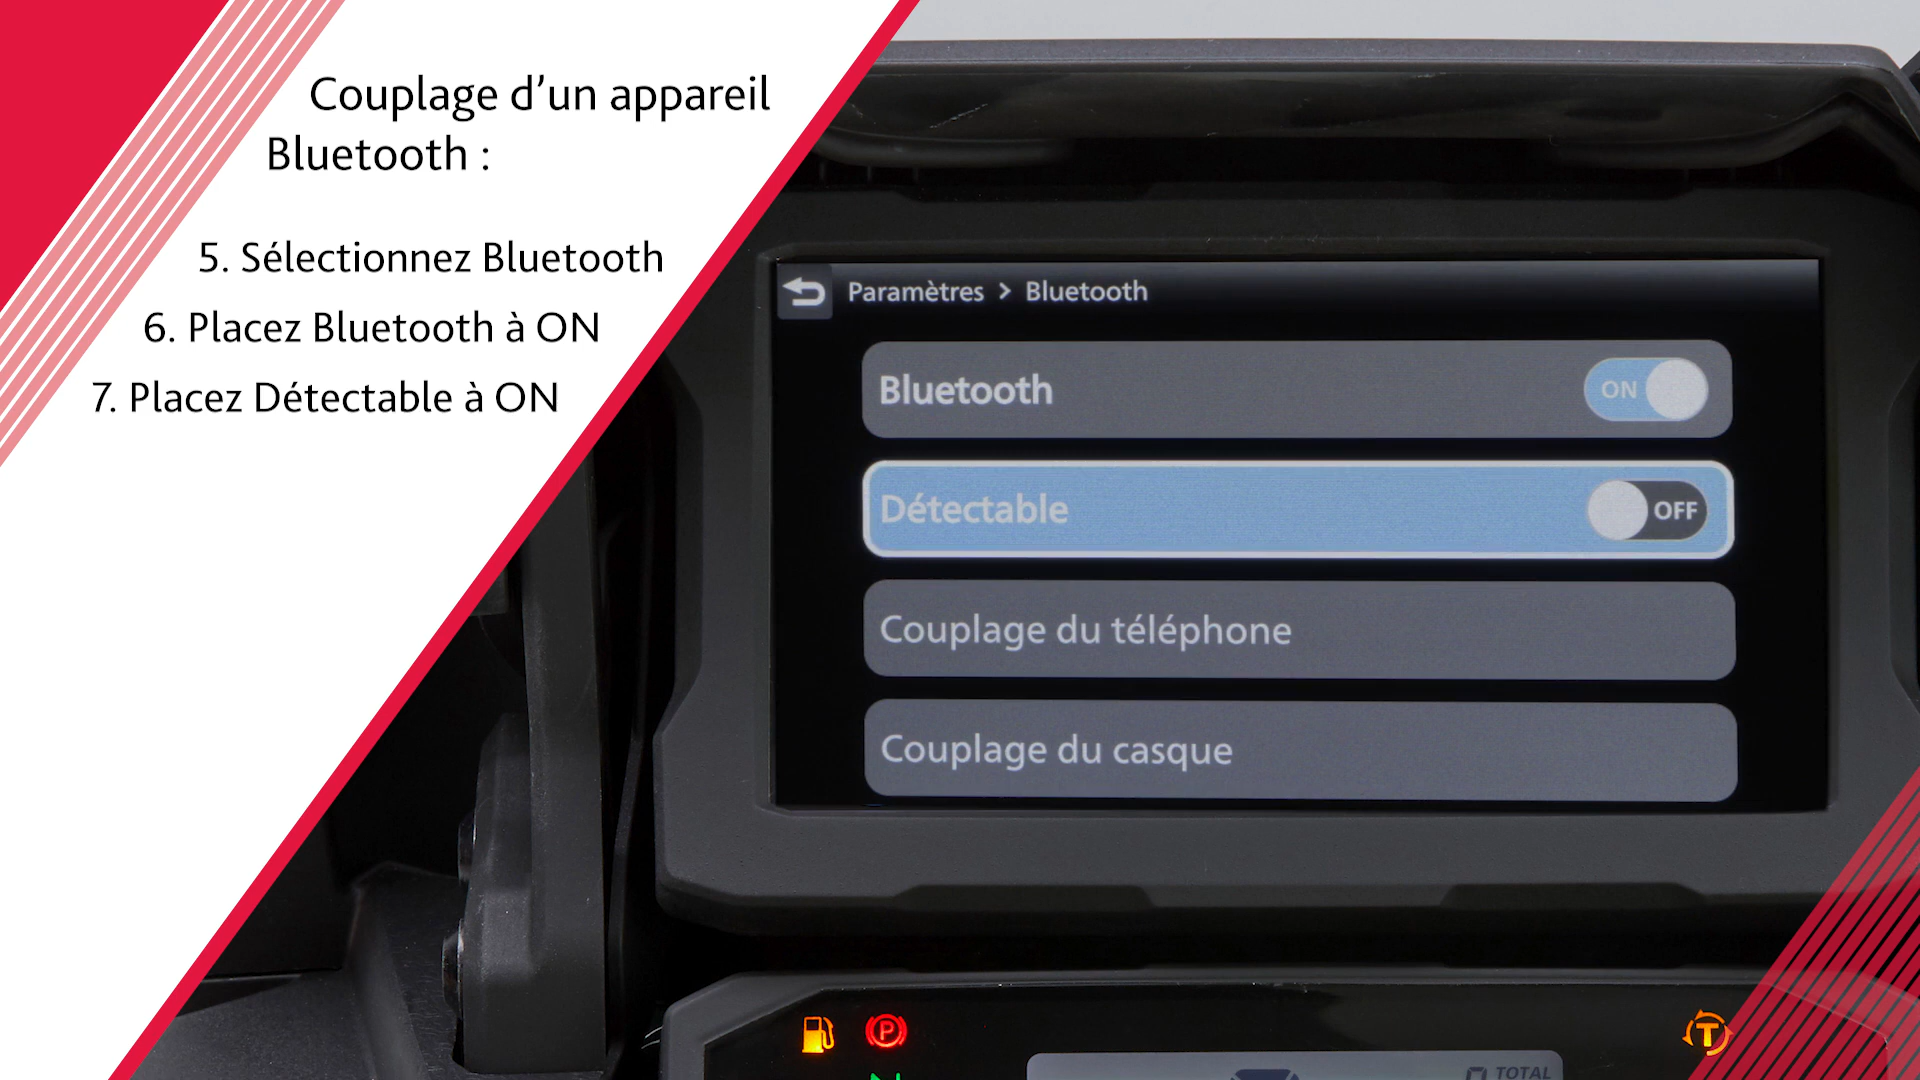 Couplage d’un appareil
Bluetooth :
5. Sélectionnez Bluetooth
6. Placez Bluetooth à ON
7. Placez Détectable à ON
Paramètres > Bluetooth
Bluetooth ON
Détectable OFF
Couplage du téléphone
Couplage du casque
P
T
0 TOTAL